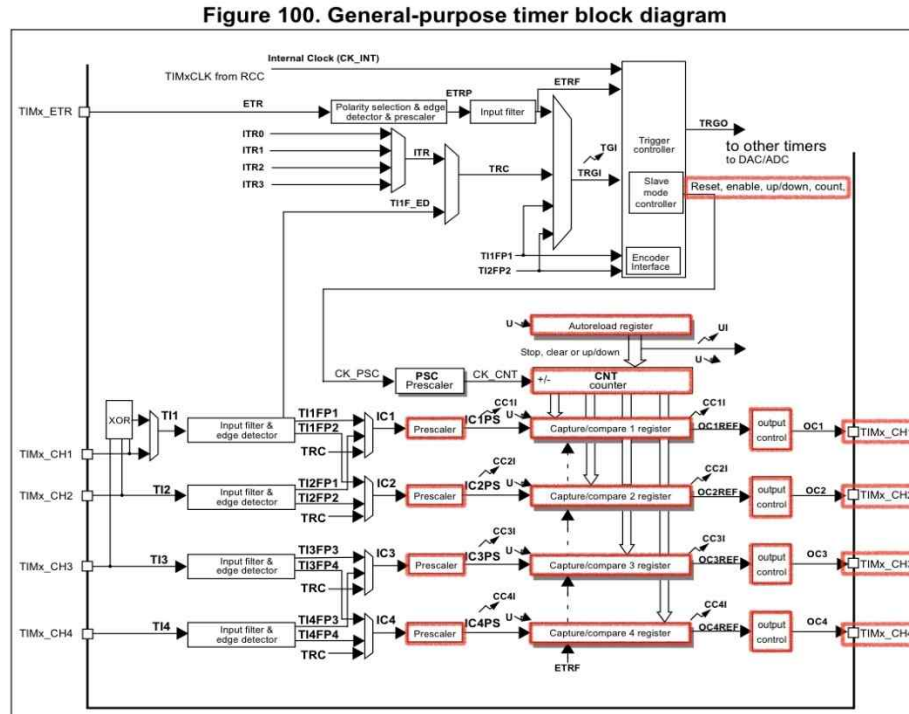 Figure 100. General-purpose timer block diagram
Internal Clock (CK_INT)
TIMxCLK from RCC
TIMx_ETR
ETR
Polarity selection & edge
detector & prescaler
ETRP
Input filter
ETRF
Trigger
controller
TRGO
to other timers
to DAC/ADC
ITR0
ITR1
ITR2
ITR3
ITR
TRC
TGI
TRGI
Slave
mode
controller
Reset, enable, up/down, count,
TI1F_ED
TI1FP1
TI2FP2
Encoder
Interface
U
Autoreload register
UI
Stop, clear or up/down
U
CK_PSC
PSC
Prescaler
CK_CNT
+/-
CNT
counter
XOR
TI1
Input filter &
edge detector
TI1FP1
TI1FP2
TRC
IC1
Prescaler
CC1I
IC1PS
U
Capture/compare 1 register
CC1I
OC1REF
output
control
OC1
TIMx_CH1
TIMx_CH1
TIMx_CH2
TI2
Input filter &
edge detector
TI2FP1
TI2FP2
TRC
IC2
Prescaler
CC2I
IC2PS
U
Capture/compare 2 register
CC2I
OC2REF
output
control
OC2
TIMx_CH2
TIMx_CH3
TI3
Input filter &
edge detector
TI3FP3
TI3FP4
TRC
IC3
Prescaler
CC3I
IC3PS
U
Capture/compare 3 register
CC3I
OC3REF
output
control
OC3
TIMx_CH3
TIMx_CH4
TI4
Input filter &
edge detector
TI4FP3
TI4FP4
TRC
IC4
Prescaler
CC4I
IC4PS
U
Capture/compare 4 register
CC4I
OC4REF
output
control
OC4
TIMx_CH4
ETRF